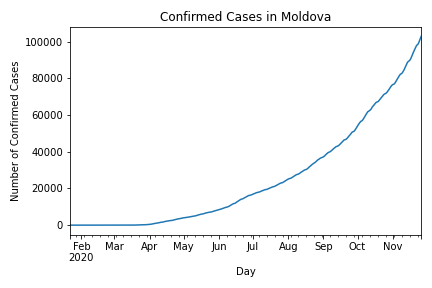 Confirmed Cases in Moldova
Number of Confirmed Cases
100000
80000
60000
40000
20000
0
Feb Mar Apr May Jun Jul Aug Sep Oct Nov
2020
Day